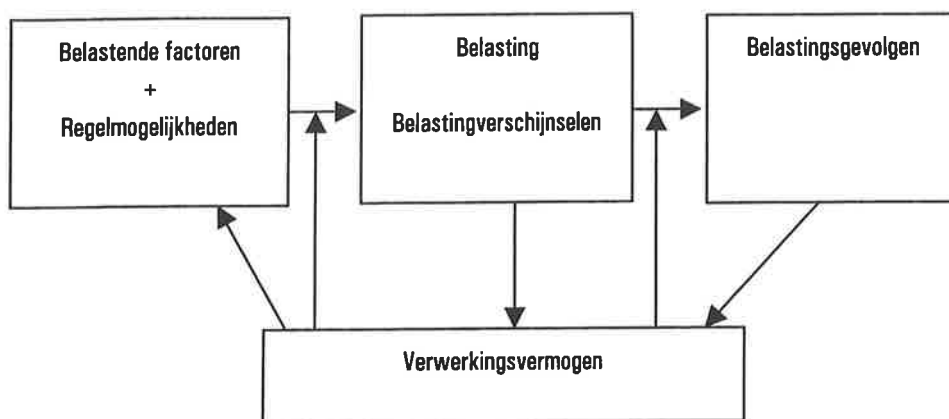 Belastende factoren
+
Regelmogelijkheden
Belasting
Belastingverschijnselen
Belastingsgevolgen
Verwerkingsvermogen